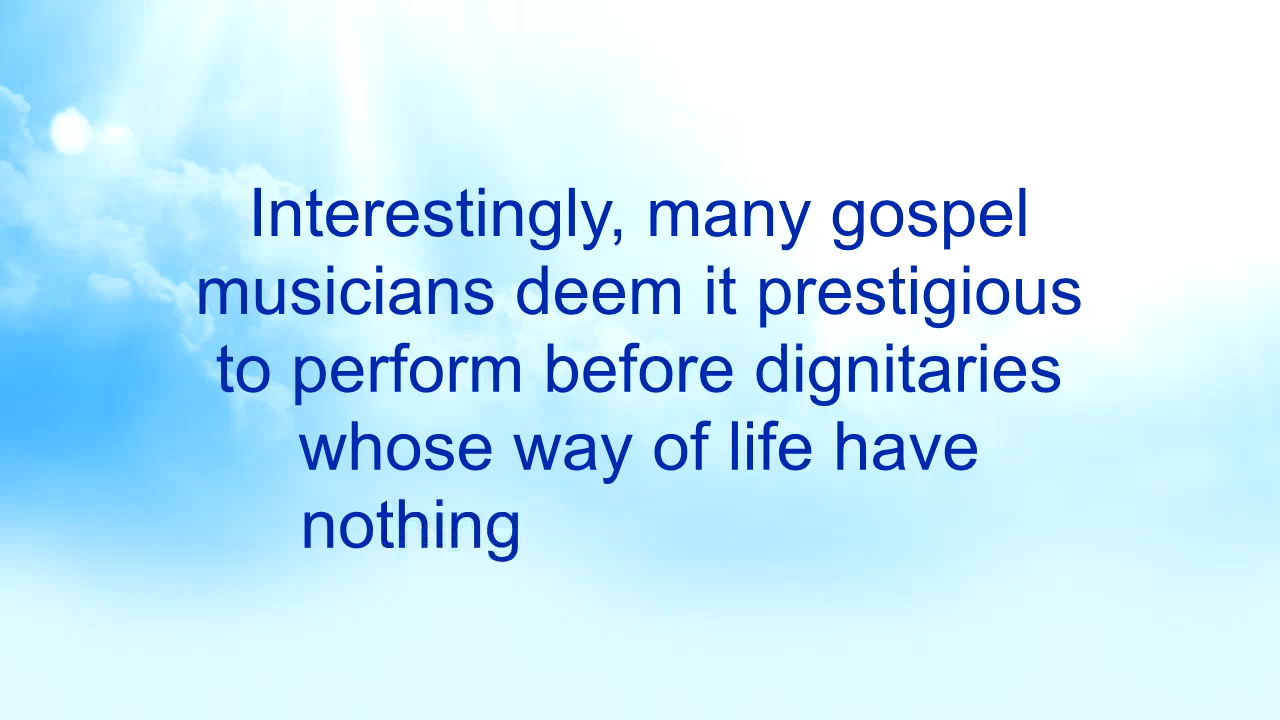 Interestingly, many gospel
musicians deem it prestigious
to perform before dignitaries
whose way of life have
nothing